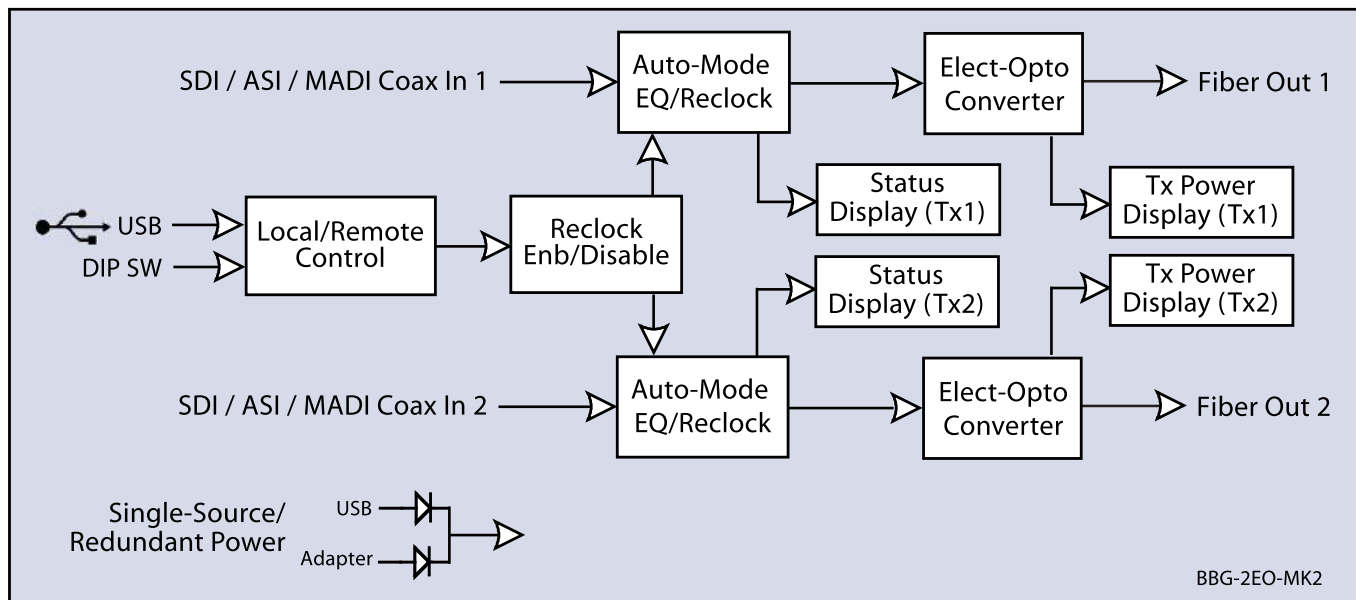 SDI / ASI / MADI Coax In 1
Auto-Mode
EQ/Reclock
Elect-Opto
Converter
Fiber Out 1
Status
Display (Tx1)
Tx Power
Display (Tx1)
USB
DIP SW
Local/Remote
Control
Reclock
Enb/Disable
Status
Display (Tx2)
Tx Power
Display (Tx2)
SDI / ASI / MADI Coax In 2
Auto-Mode
EQ/Reclock
Elect-Opto
Converter
Fiber Out 2
Single-Source/
Redundant Power
USB
Adapter
BBG-2EO-MK2